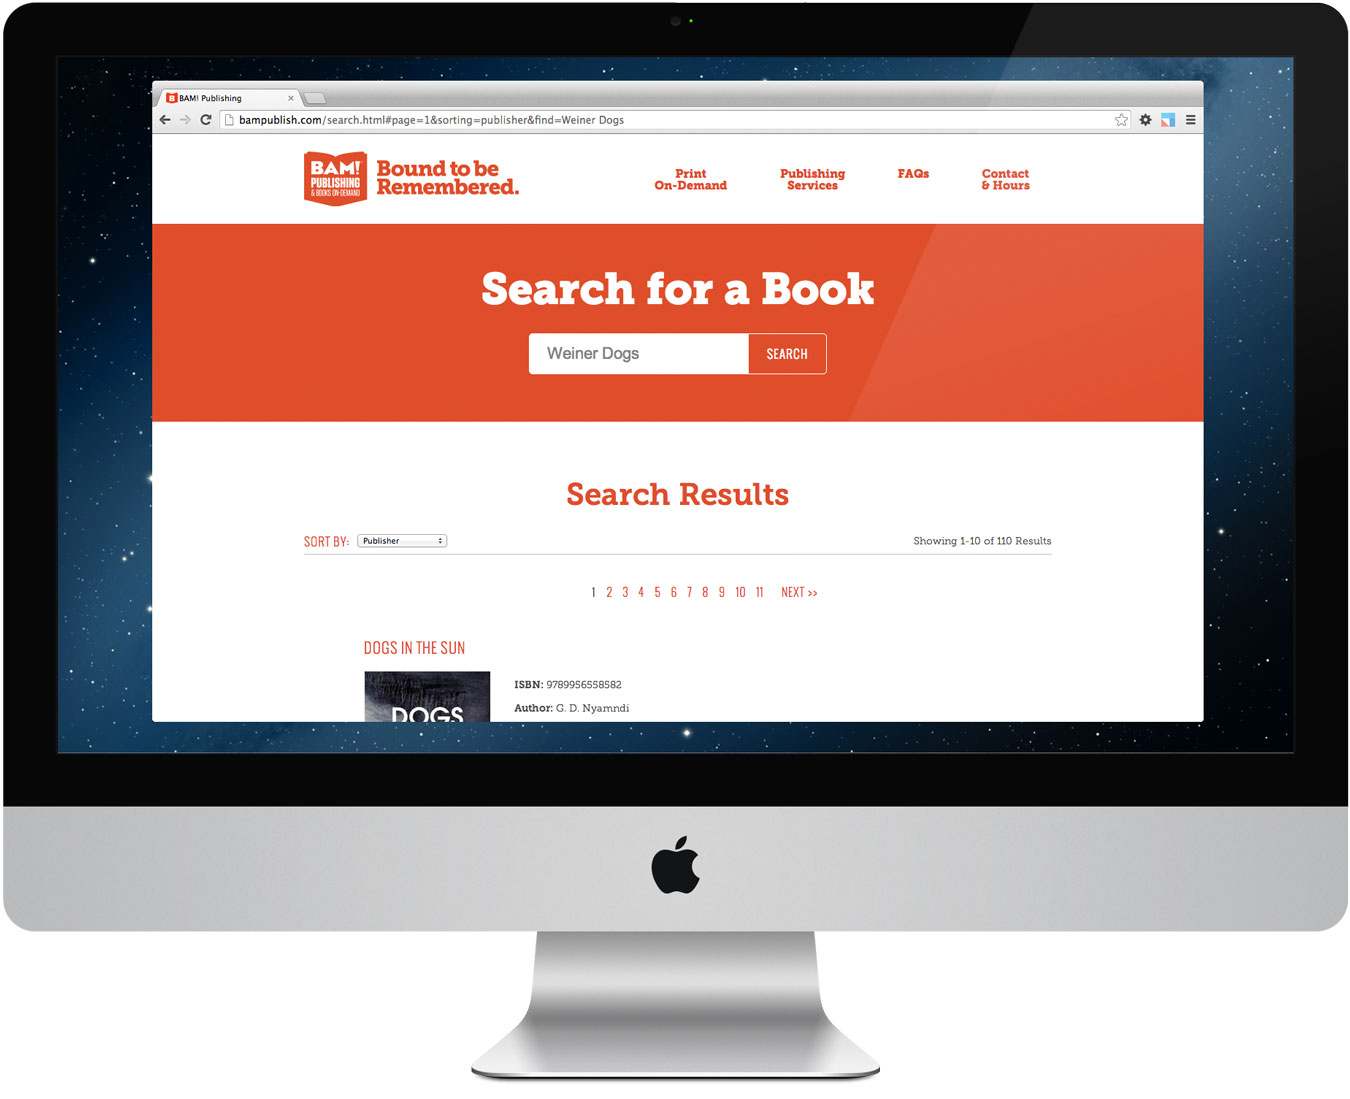 BAM! Publishing
bampublish.com/search.html#page=1&sorting=publisher&find=Weiner Dogs
BAM!
PUBLISHING
& BOOKS ON-DEMAND
Bound to be
Remembered.
Print
On-Demand
Publishing
Services
FAQs
Contact
& Hours
Search for a Book
Weiner Dogs
SEARCH
Search Results
SORT BY:
Publisher
Showing 1-10 of 110 Results
1 2 3 4 5 6 7 8 9 10 11 NEXT >>
DOGS IN THE SUN
DOGS
ISBN: 9789956558582
Author: G. D. Nyamndi